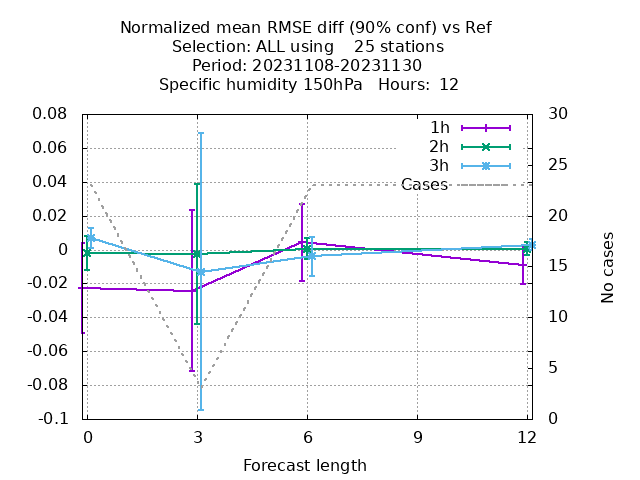 Normalized mean RMSE diff (90% conf) vs Ref
Selection: ALL using    25 stations
Period: 20231108-20231130
Specific humidity 150hPa   Hours:  12
0.08
0.06
0.04
0.02
0
-0.02
-0.04
-0.06
-0.08
-0.1
1h
2h
3h
Cases
30
25
20
15
10
5
0
No cases
0
3
6
9
12
Forecast length